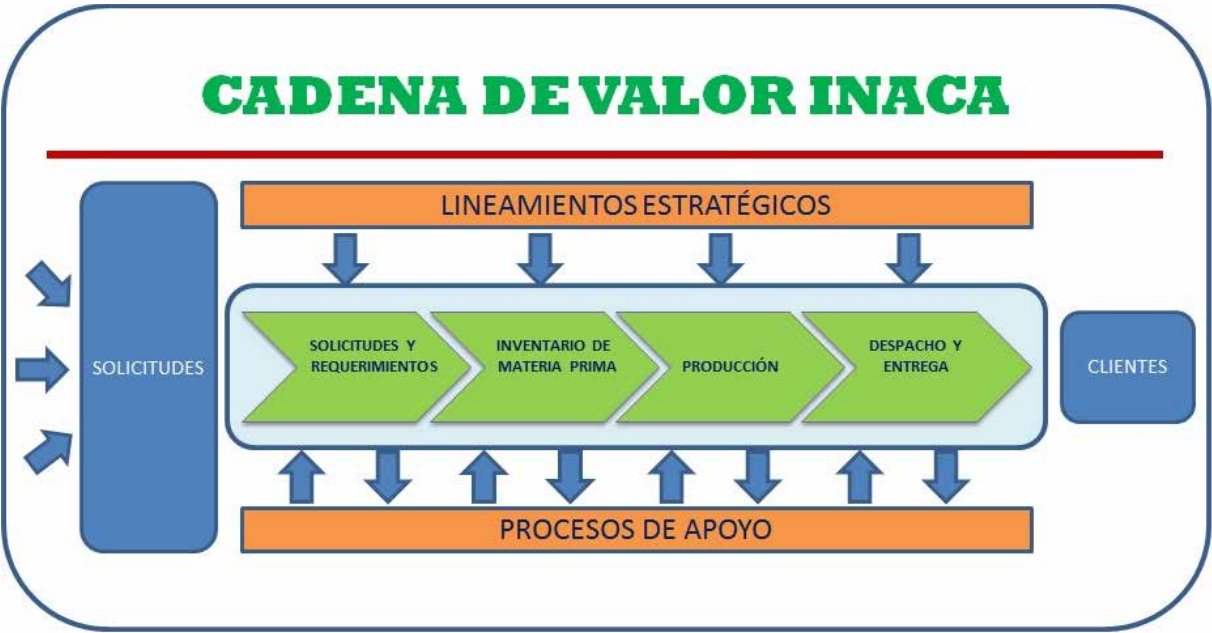 CADENA DE VALOR INACA
LINEAMIENTOS ESTRATÉGICOS
SOLICITUDES
SOLICITUDES Y
REQUERIMIENTOS
INVENTARIO DE
MATERIA PRIMA
PRODUCCIÓN
DESPACHO Y
ENTREGA
CLIENTES
PROCESOS DE APOYO